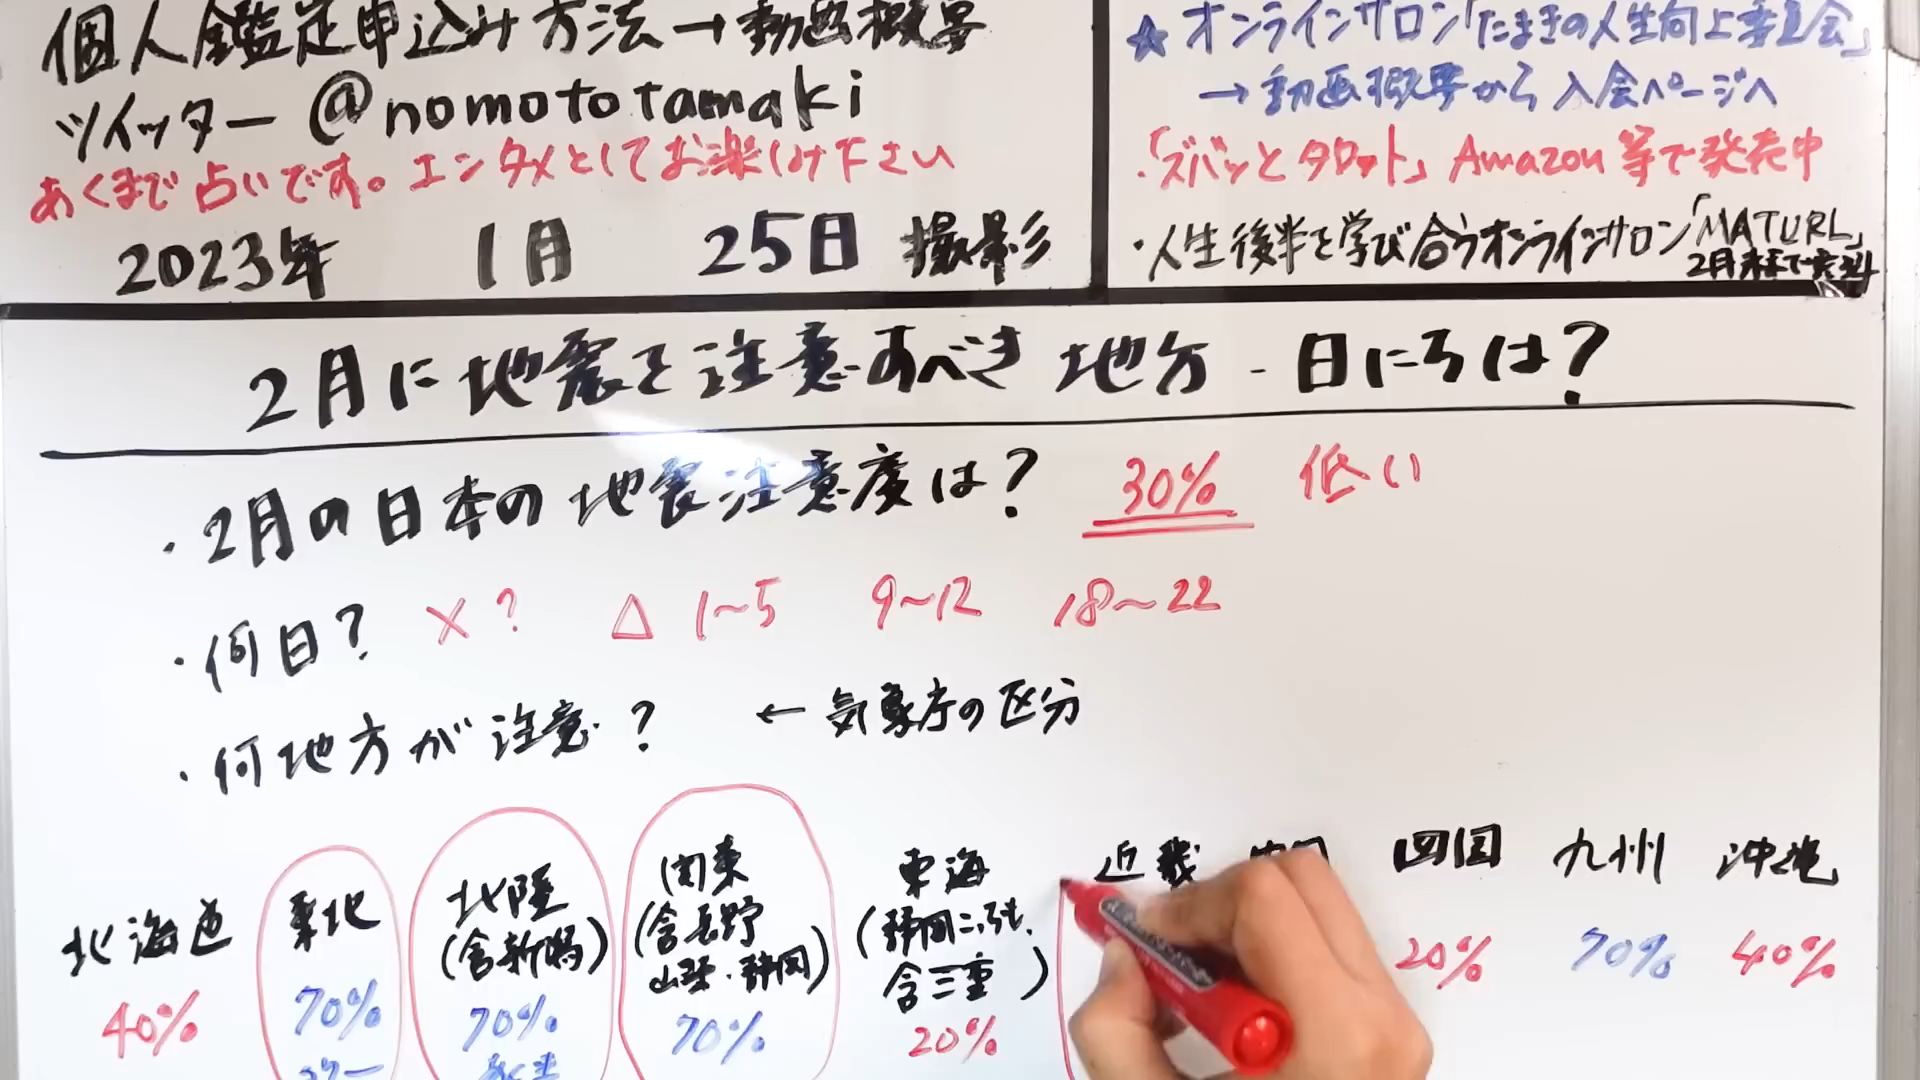 個人鑑定申込み方法→動画概要
ツイッター @nomototamaki
あくまで占いです。エンタメとしてお楽しみ下さい
2023年 1月 25日 撮影
☆オンラインサロン「たまきの人生向上委員会」
→動画概要から入会ページへ
・「ズバッとタロット」Amazon等で発売中
・人生後半を学び合うオンラインサロン「MATURL」
2月末まで
2月に地震を注意すべき地方・日にちは?
・2月の日本の地震注意度は? 30% 低い
・何日? ×? △ 1~5 9~12 18~22
・何地方が注意? ←気象庁の区分
北海道 40%
東北 70%
北陸(含新潟) 70%
関東(含長野山梨・静岡) 70%
東海(静岡こっちも、含三重) 20%
近畿
四国 20%
九州 70%
沖縄 40%